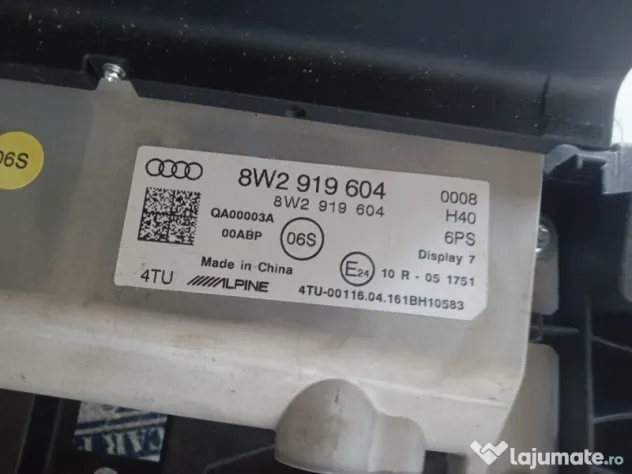 06S
8W2 919 604
8W2 919 604
QA00003A
00ABP
06S
0008
H40
6PS
Display 7
Made in China
E24
10 R - 05 1751
4TU
ALPINE
4TU-00116.04.161BH10583
CAR
lajumate.ro